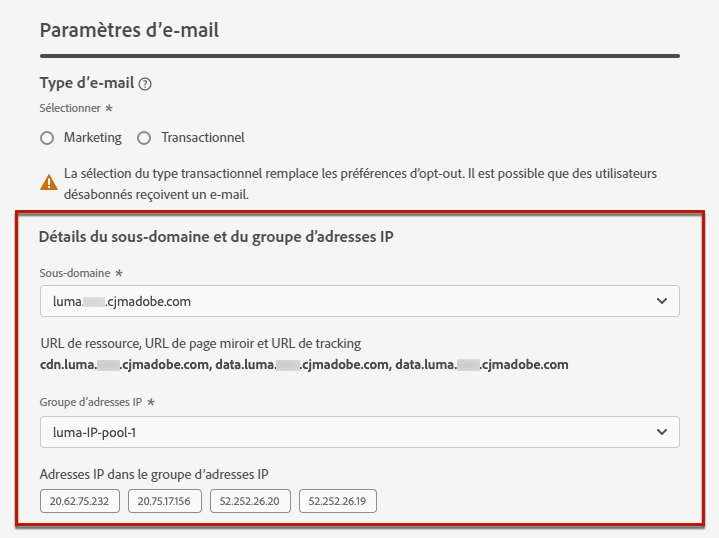 Paramètres d’e-mail
Type d’e-mail ?
Sélectionner *
Marketing Transactionnel
La sélection du type transactionnel remplace les préférences d’opt-out. Il est possible que des utilisateurs
désabonnés reçoivent un e-mail.
Détails du sous-domaine et du groupe d’adresses IP
Sous-domaine *
luma. .cjmadobe.com
URL de ressource, URL de page miroir et URL de tracking
cdn.luma. .cjmadobe.com, data.luma. .cjmadobe.com, data.luma. .cjmadobe.com
Groupe d’adresses IP *
luma-IP-pool-1
Adresses IP dans le groupe d’adresses IP
20.62.75.232 20.75.17.156 52.252.26.20 52.252.26.19